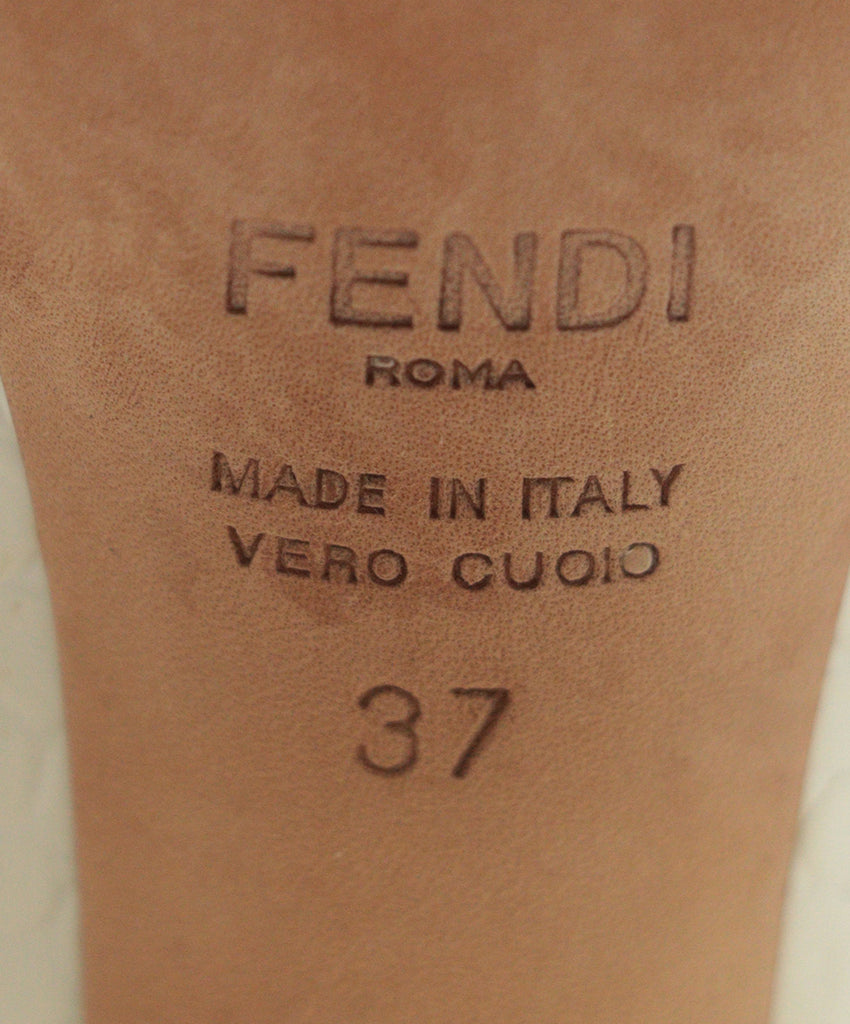 FENDI
ROMA
MADE IN ITALY
VERO CUOIO
37